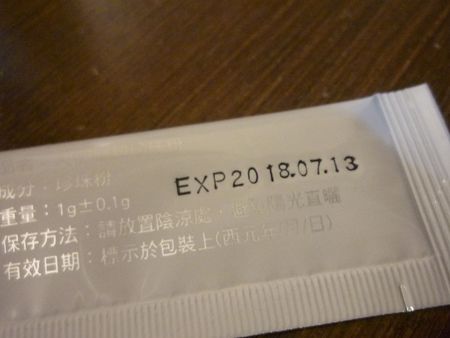 成分：珍珠粉
EXP2018.07.13
重量：1g±0.1g
保存方法：請放置陰涼處，避免陽光直曬
有效日期：標示於包裝上(西元年/月/日)